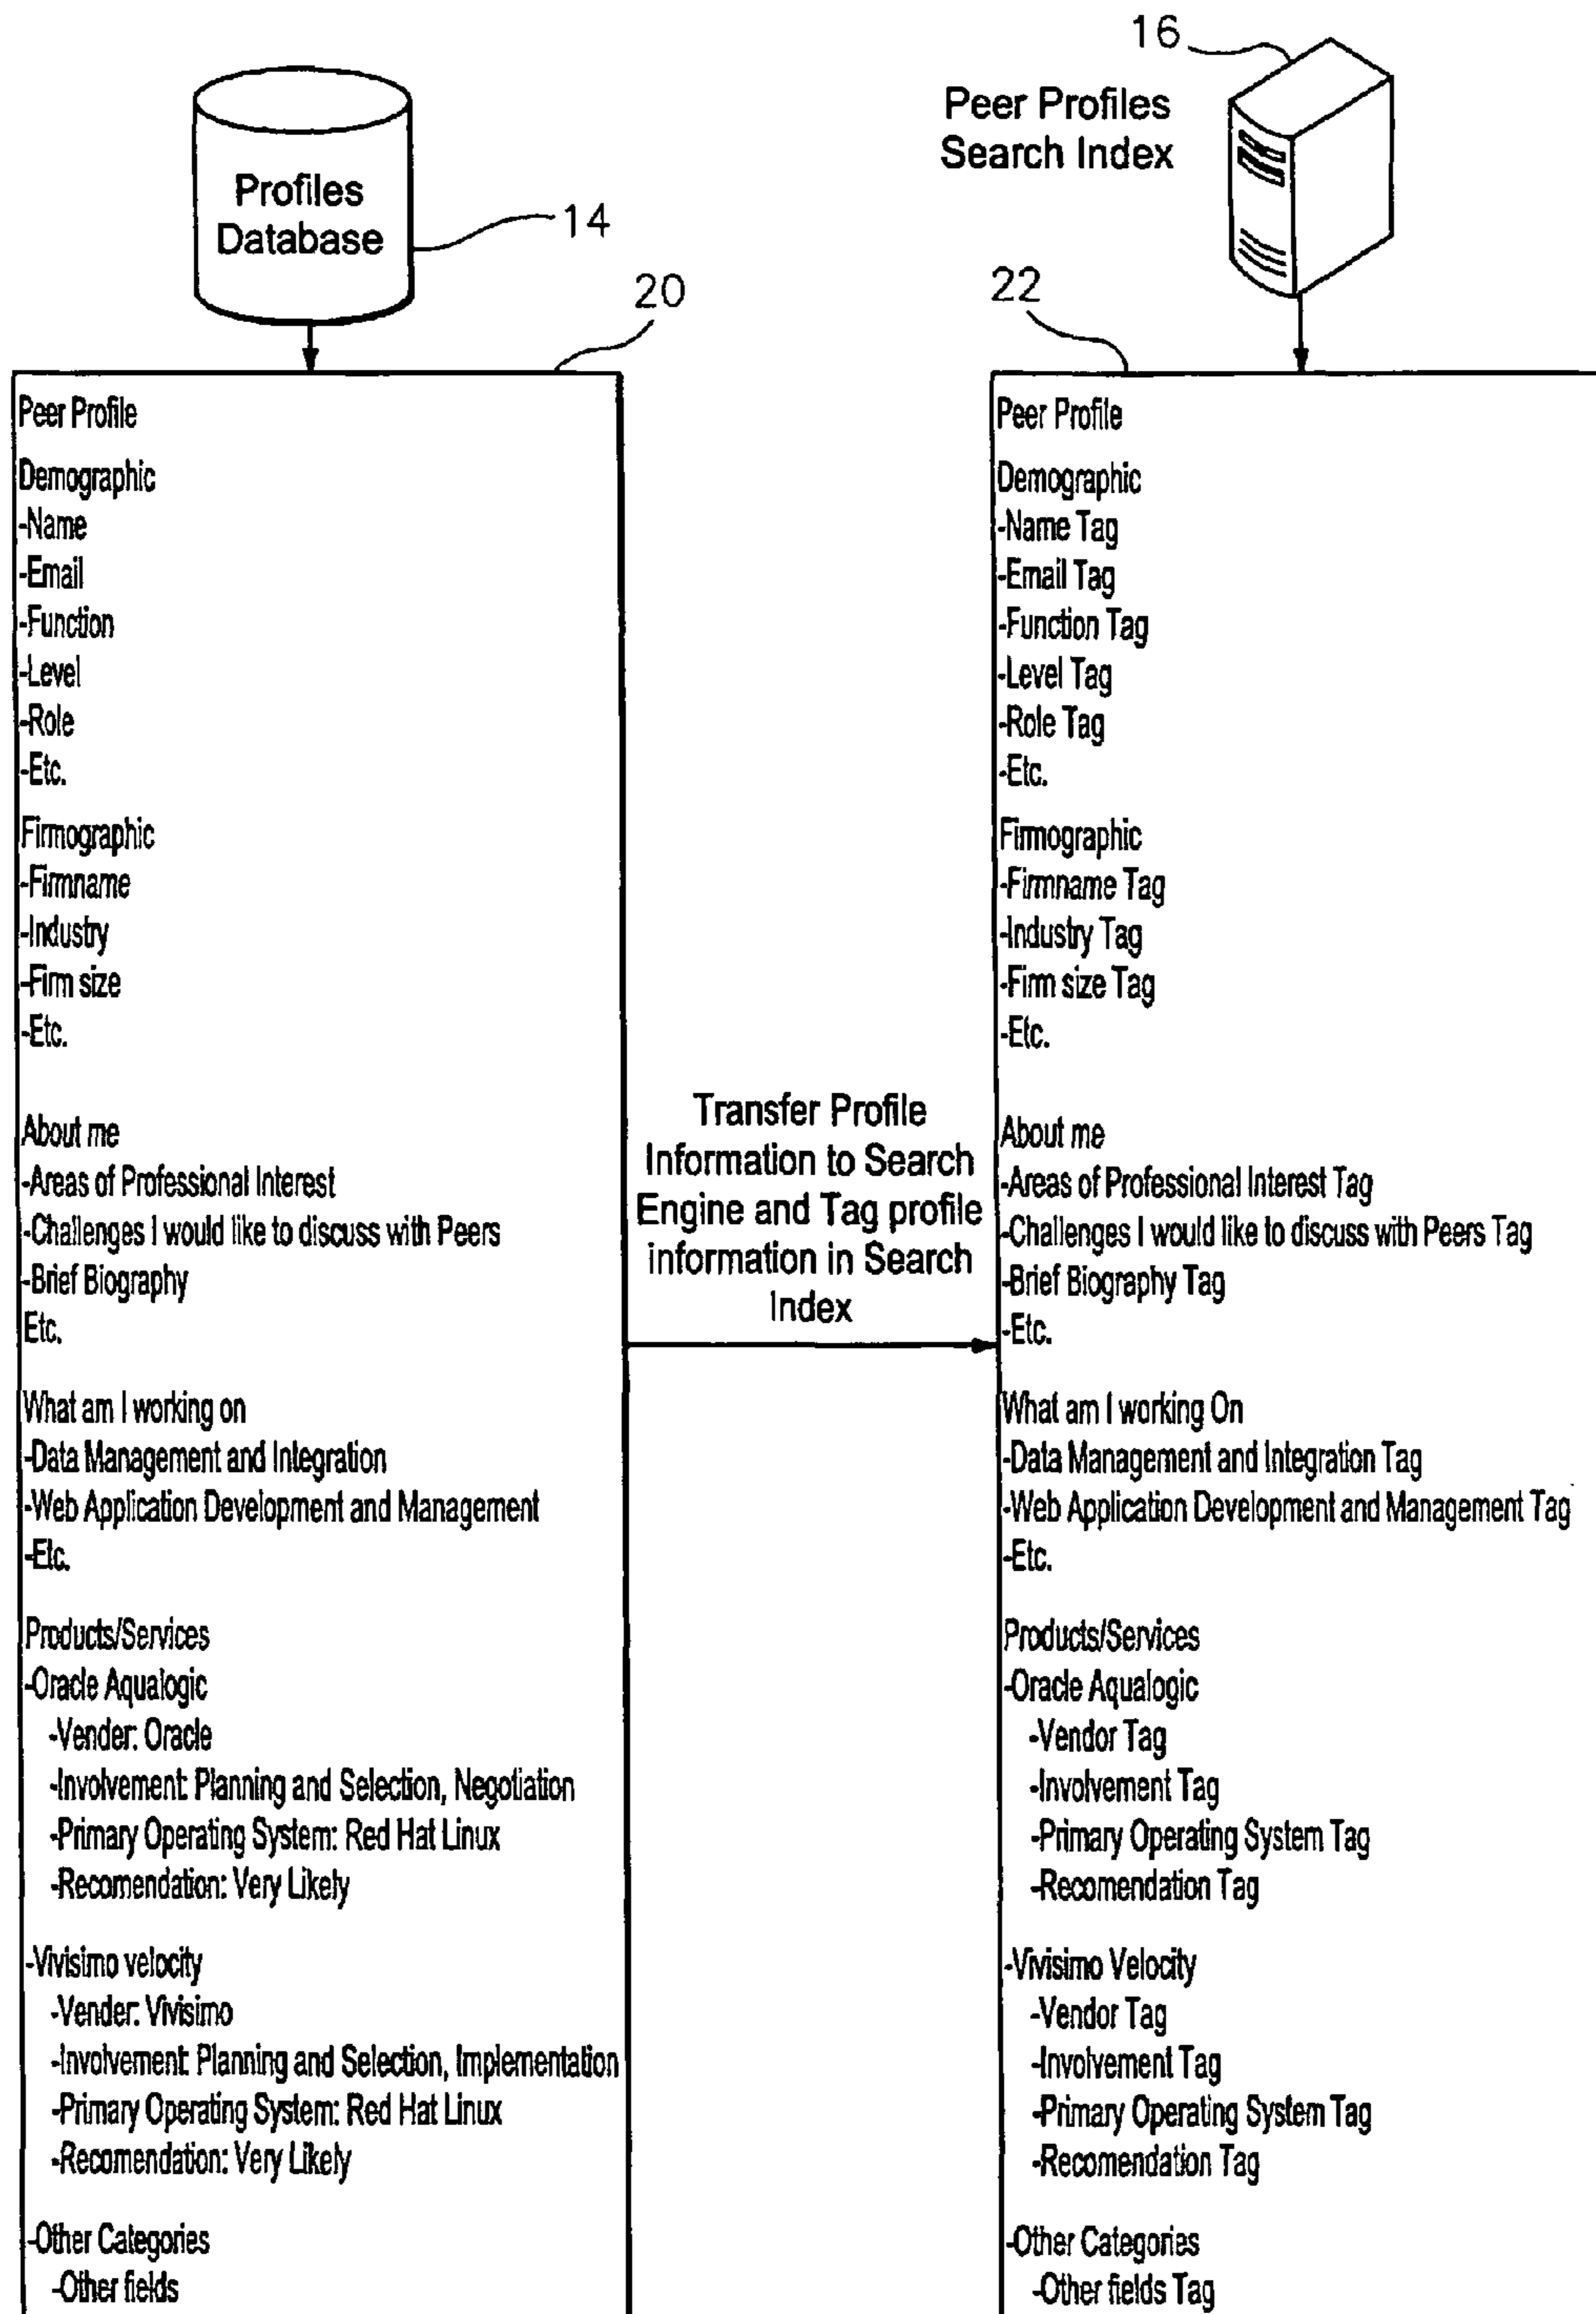 16
Peer Profiles
Search Index
Profiles
Database
14
20
22
Peer Profile
Demographic
-Name
-Email
-Function
-Level
-Role
-Etc.
Firmographic
-Firmname
-Industry
-Firm size
-Etc.
About me
-Areas of Professional Interest
-Challenges I would like to discuss with Peers
-Brief Biography
Etc.
What am I working on
-Data Management and Integration
-Web Application Development and Management
-Etc.
Products/Services
-Oracle Aqualogic
-Vender: Oracle
-Involvement: Planning and Selection, Negotiation
-Primary Operating System: Red Hat Linux
-Recomendation: Very Likely
-Vivisimo velocity
-Vender: Vivisimo
-Involvement: Planning and Selection, Implementation
-Primary Operating System: Red Hat Linux
-Recomendation: Very Likely
-Other Categories
-Other fields
Transfer Profile
Information to Search
Engine and Tag profile
information in Search
Index
Peer Profile
Demographic
-Name Tag
-Email Tag
-Function Tag
-Level Tag
-Role Tag
-Etc.
Firmographic
-Firmname Tag
-Industry Tag
-Firm size Tag
-Etc.
About me
-Areas of Professional Interest Tag
-Challenges I would like to discuss with Peers Tag
-Brief Biography Tag
-Etc.
What am I working On
-Data Management and Integration Tag
-Web Application Development and Management Tag
-Etc.
Products/Services
-Oracle Aqualogic
-Vendor Tag
-Involvement Tag
-Primary Operating System Tag
-Recomendation Tag
-Vivisimo Velocity
-Vendor Tag
-Involvement Tag
-Primary Operating System Tag
-Recomendation Tag
-Other Categories
-Other fields Tag